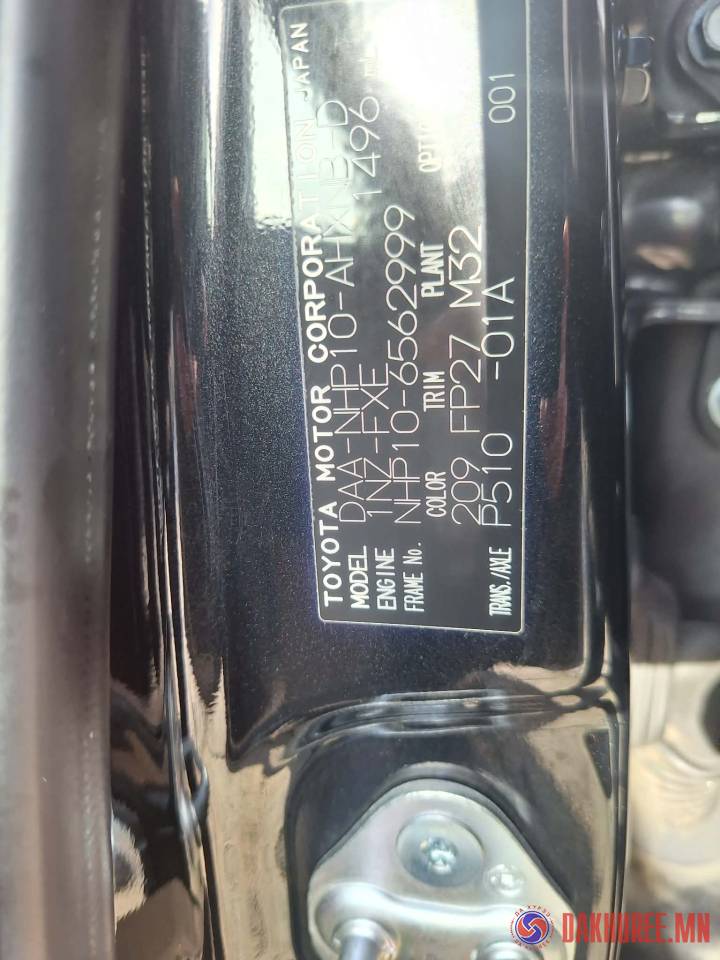 TOYOTA MOTOR CORPORATION JAPAN
MODEL DAA-NHP10-AHXNB-D
ENGINE 1NZ-FXE 1496
FRAME No. NHP10-6562999
COLOR TRIM PLANT
209 FP27 M32
TRANS./AXLE P510 -01A 001
DAKHUREE.MN